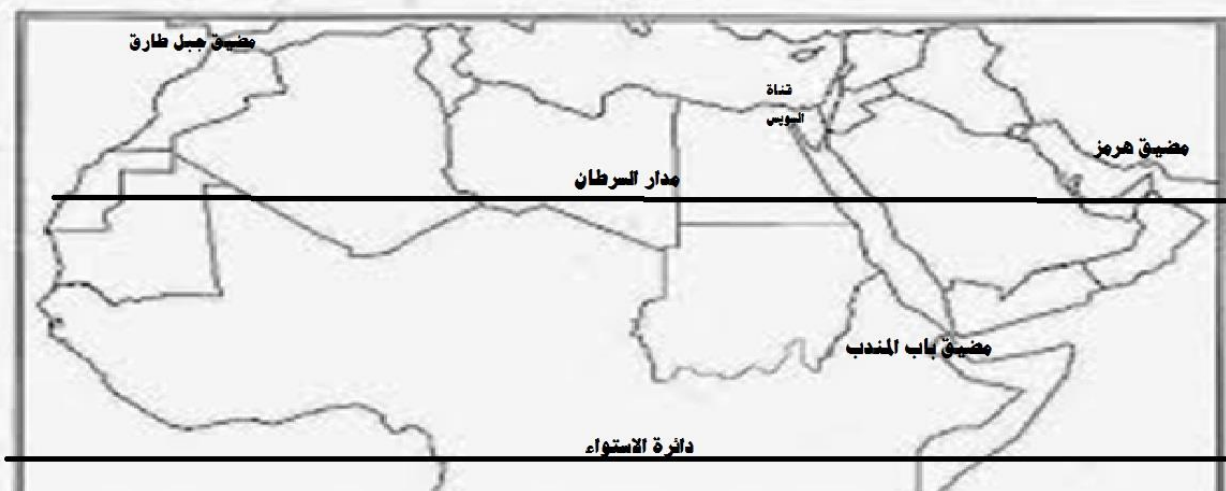 مضيق جبل طارق
قناة
السويس
مضيق هرمز
مدار السرطان
مضيق باب المندب
دائرة الاستواء